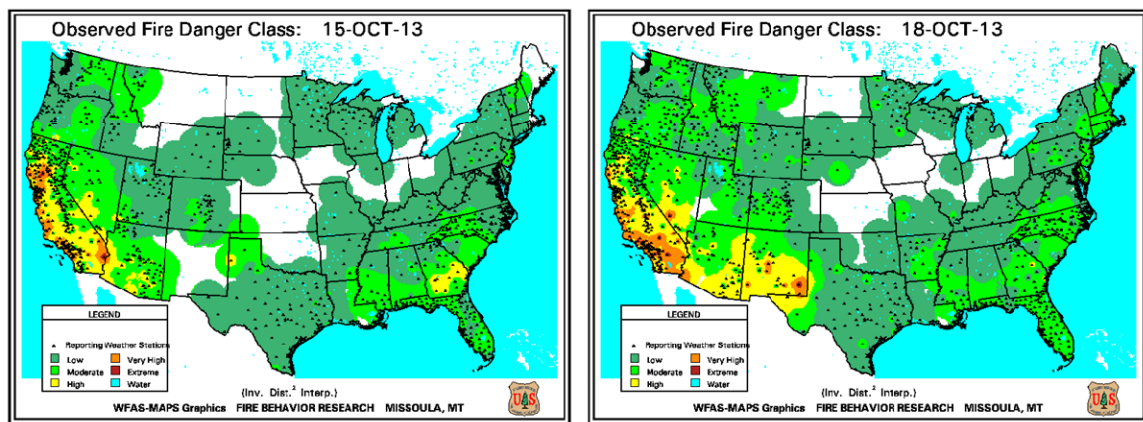 Observed Fire Danger Class: 15-OCT-13
LEGEND
Reporting Weather Stations
Low Very High
Moderate Extreme
High Water
(Inv. Dist.² Interp.)
WFAS-MAPS Graphics FIRE BEHAVIOR RESEARCH MISSOULA, MT
UAS
Observed Fire Danger Class: 18-OCT-13
LEGEND
Reporting Weather Stations
Low Very High
Moderate Extreme
High Water
(Inv. Dist.² Interp.)
WFAS-MAPS Graphics FIRE BEHAVIOR RESEARCH MISSOULA, MT
UAS